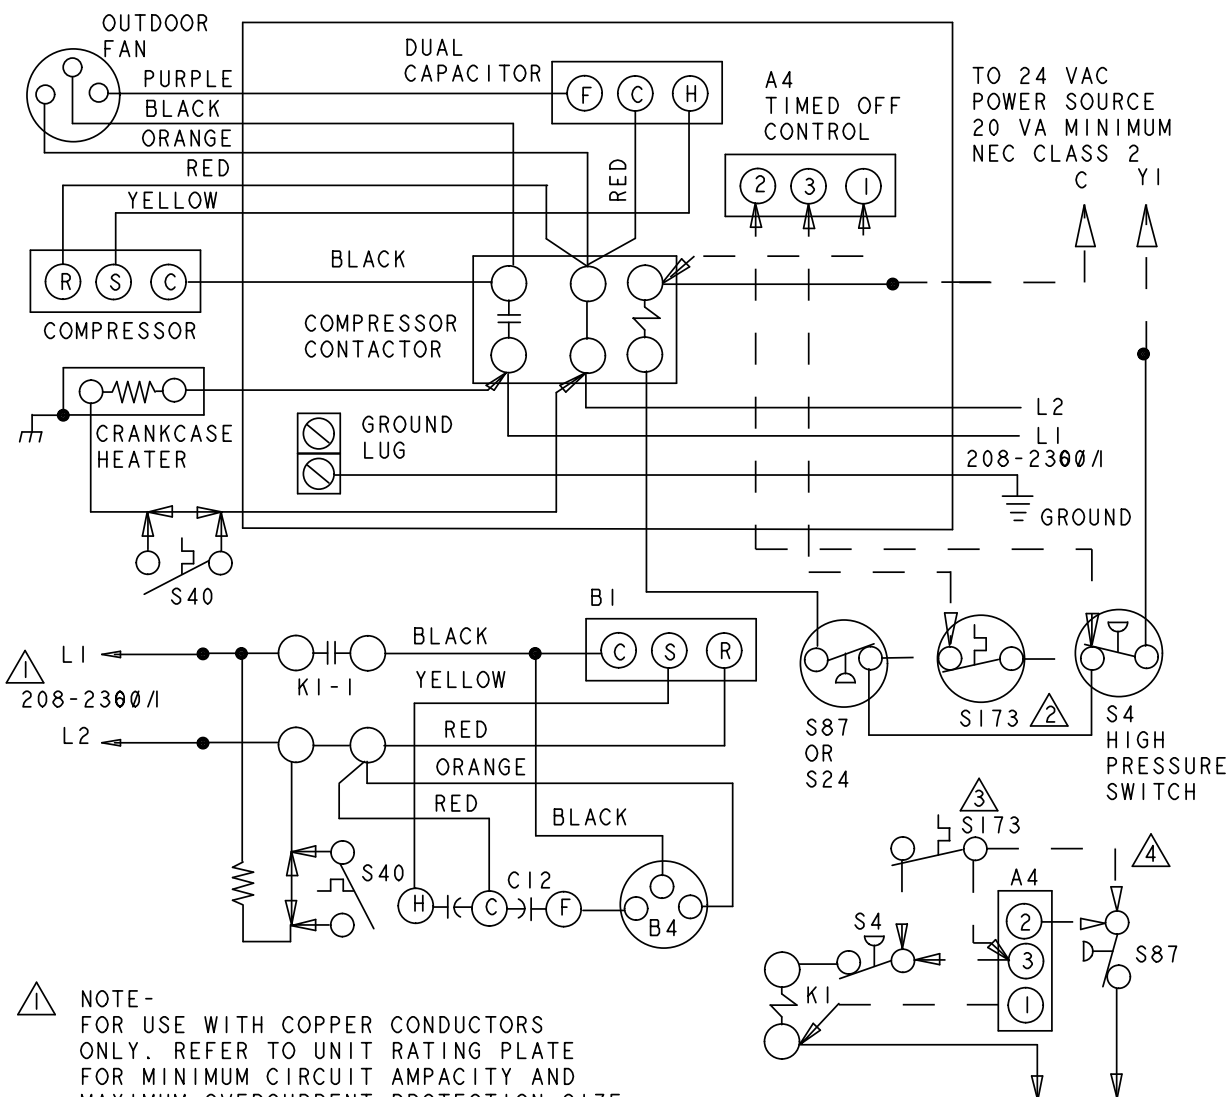 OUTDOOR
FAN
PURPLE
BLACK
ORANGE
RED
YELLOW
DUAL
CAPACITOR
F C H
RED
A4
TIMED OFF
CONTROL
2 3 1
TO 24 VAC
POWER SOURCE
20 VA MINIMUM
NEC CLASS 2
C Y1
R S C
COMPRESSOR
BLACK
COMPRESSOR
CONTACTOR
CRANKCASE
HEATER
GROUND
LUG
L2
L1
GROUND
S40
B1
C S R
L1
1
L2
K1-1
BLACK
YELLOW
RED
ORANGE
RED
BLACK
S40
H C F
C12
B4
S87
OR
S24
S173 2
S4
HIGH
PRESSURE
SWITCH
3
S173
4
A4
2
3
1
S4
S87
K1
1 NOTE-
FOR USE WITH COPPER CONDUCTORS
ONLY. REFER TO UNIT RATING PLATE
FOR MINIMUM CIRCUIT AMPACITY AND